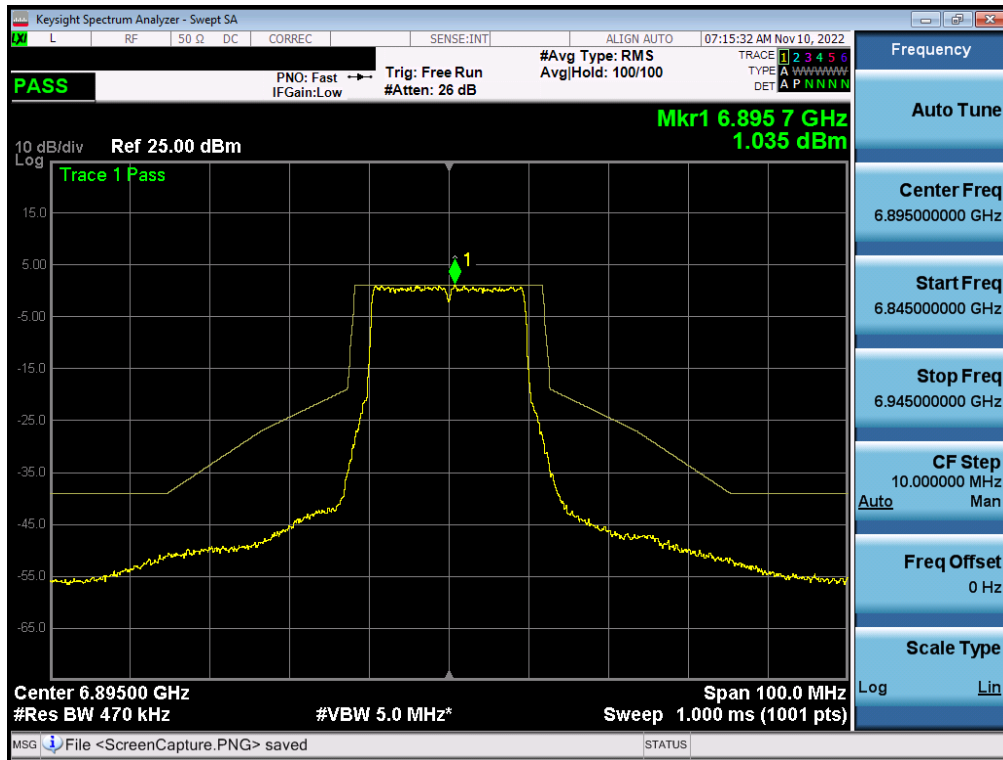 Keysight Spectrum Analyzer - Swept SA
LXI L RF 50 Ω DC CORREC SENSE:INT ALIGN AUTO 07:15:32 AM Nov 10, 2022
PASS
PNO: Fast
IFGain:Low
Trig: Free Run
#Atten: 26 dB
#Avg Type: RMS
Avg|Hold: 100/100
TRACE 1 2 3 4 5 6
TYPE A WWWWW
DET A P N N N N
Mkr1 6.895 7 GHz
1.035 dBm
10 dB/div Ref 25.00 dBm
Log
Trace 1 Pass
1
15.0
5.00
-5.00
-15.0
-25.0
-35.0
-45.0
-55.0
-65.0
Center 6.89500 GHz Span 100.0 MHz
#Res BW 470 kHz #VBW 5.0 MHz* Sweep 1.000 ms (1001 pts)
MSG File <ScreenCapture.PNG> saved STATUS
Frequency
Auto Tune
Center Freq
6.895000000 GHz
Start Freq
6.845000000 GHz
Stop Freq
6.945000000 GHz
CF Step
10.000000 MHz
Auto Man
Freq Offset
0 Hz
Scale Type
Log Lin